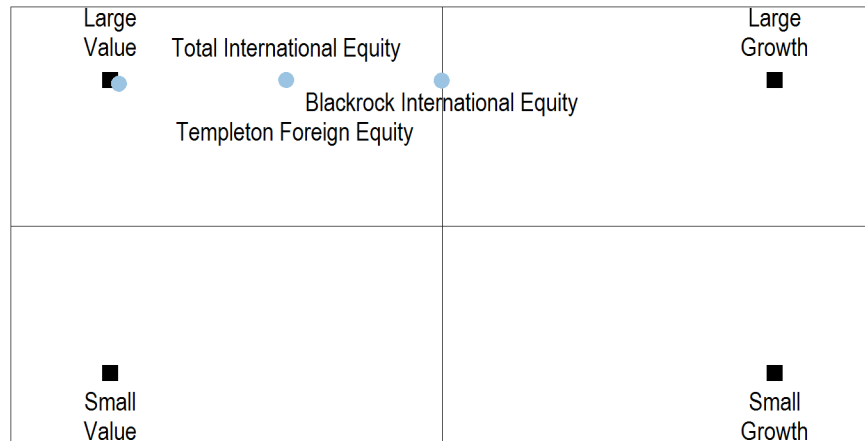 Large
Value
Large
Growth
Total International Equity
Blackrock International Equity
Templeton Foreign Equity
Small
Value
Small
Growth